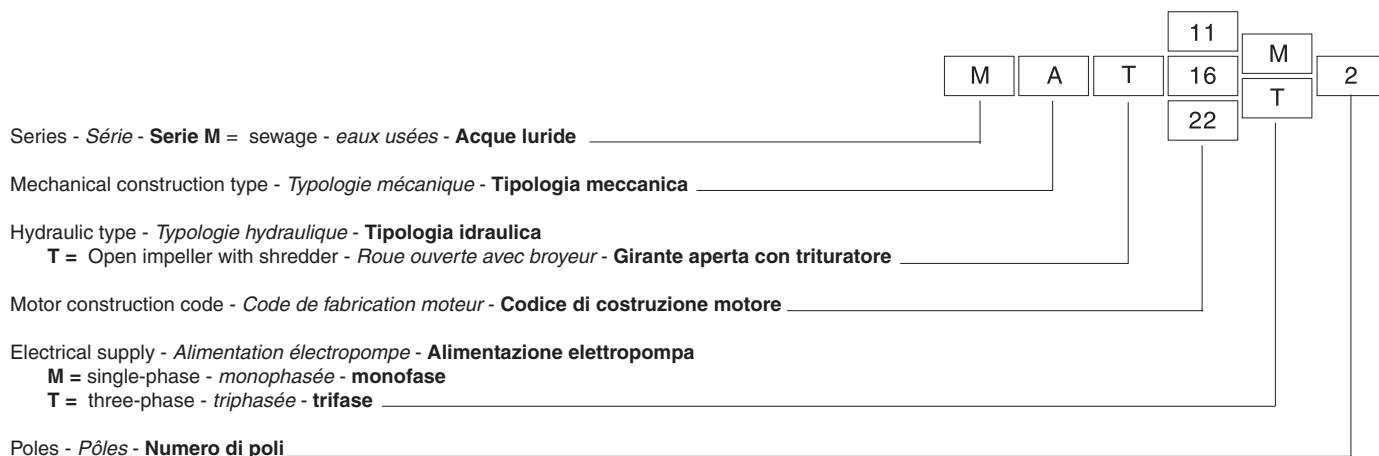 11
M
M A T 16 2
T
22
Series - Série - Serie M = sewage - eaux usées - Acque luride
Mechanical construction type - Typologie mécanique - Tipologia meccanica
Hydraulic type - Typologie hydraulique - Tipologia idraulica
T = Open impeller with shredder - Roue ouverte avec broyeur - Girante aperta con trituratore
Motor construction code - Code de fabrication moteur - Codice di costruzione motore
Electrical supply - Alimentation électropompe - Alimentazione elettropompa
M = single-phase - monophasée - monofase
T = three-phase - triphasée - trifase
Poles - Pôles - Numero di poli